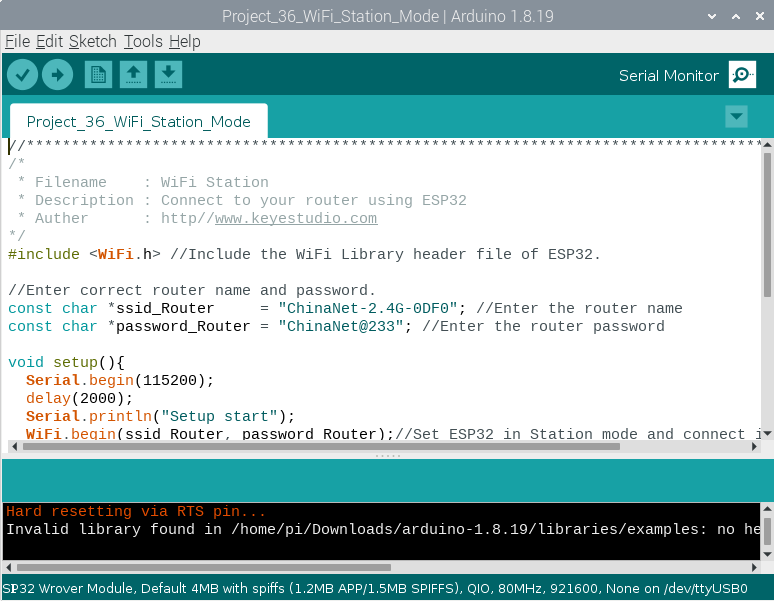 Project_36_WiFi_Station_Mode | Arduino 1.8.19
File Edit Sketch Tools Help
Serial Monitor
Project_36_WiFi_Station_Mode
//**********************************************************************************
/*
 * Filename    : WiFi Station
 * Description : Connect to your router using ESP32
 * Auther      : http//www.keyestudio.com
*/
#include <WiFi.h> //Include the WiFi Library header file of ESP32.
//Enter correct router name and password.
const char *ssid_Router     = "ChinaNet-2.4G-0DF0"; //Enter the router name
const char *password_Router = "ChinaNet@233"; //Enter the router password
void setup(){
  Serial.begin(115200);
  delay(2000);
  Serial.println("Setup start");
  WiFi.begin(ssid_Router, password_Router);//Set ESP32 in Station mode and connect i
Hard resetting via RTS pin...
Invalid library found in /home/pi/Downloads/arduino-1.8.19/libraries/examples: no he
P32 Wrover Module, Default 4MB with spiffs (1.2MB APP/1.5MB SPIFFS), QIO, 80MHz, 921600, None on /dev/ttyUSB0